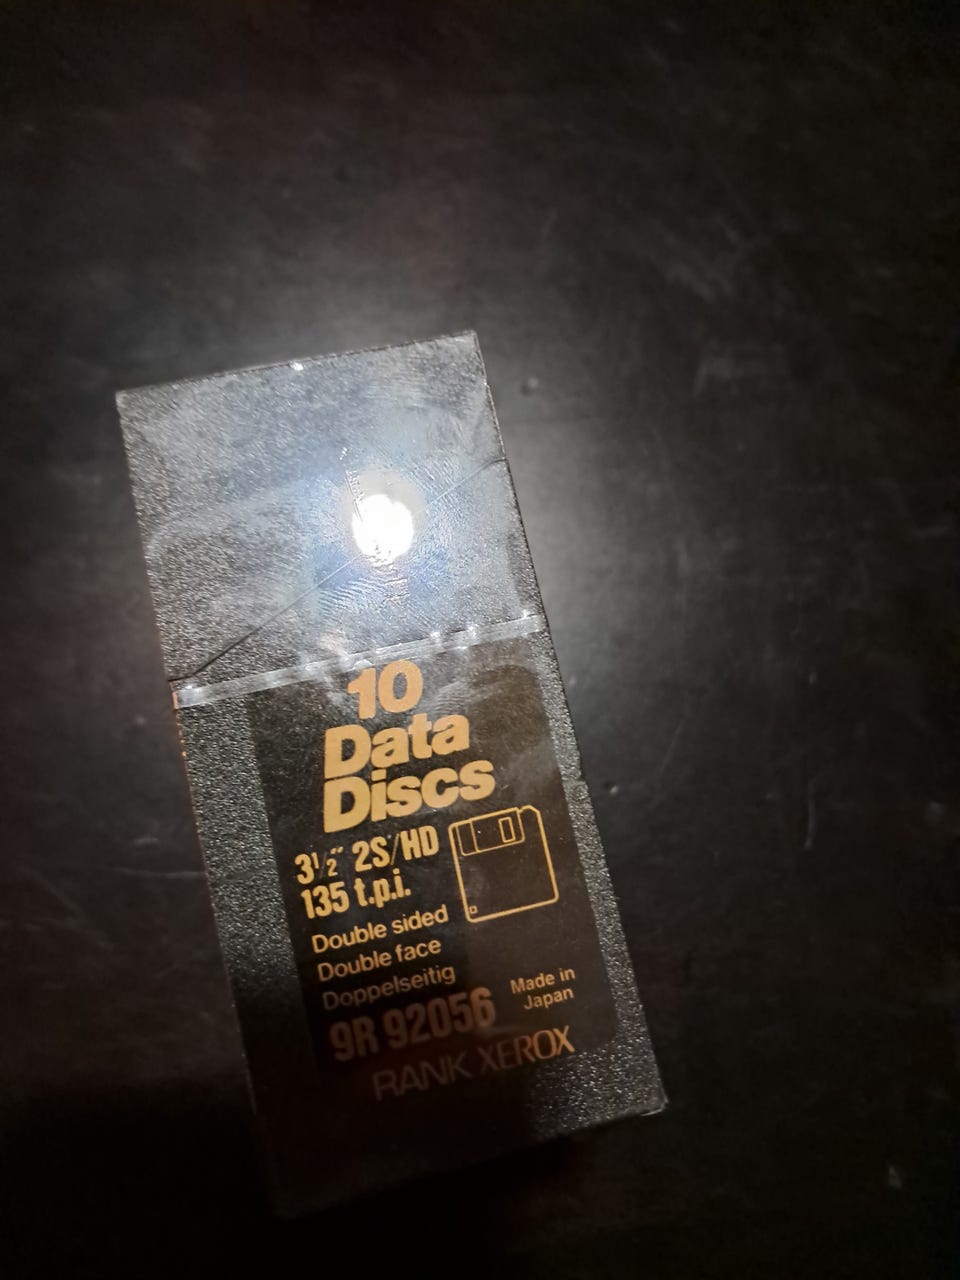 10
Data
Discs
3½″ 2S/HD
135 t.p.i.
Double sided
Double face
Doppelseitig
9R 92056
Made in
Japan
RANK XEROX